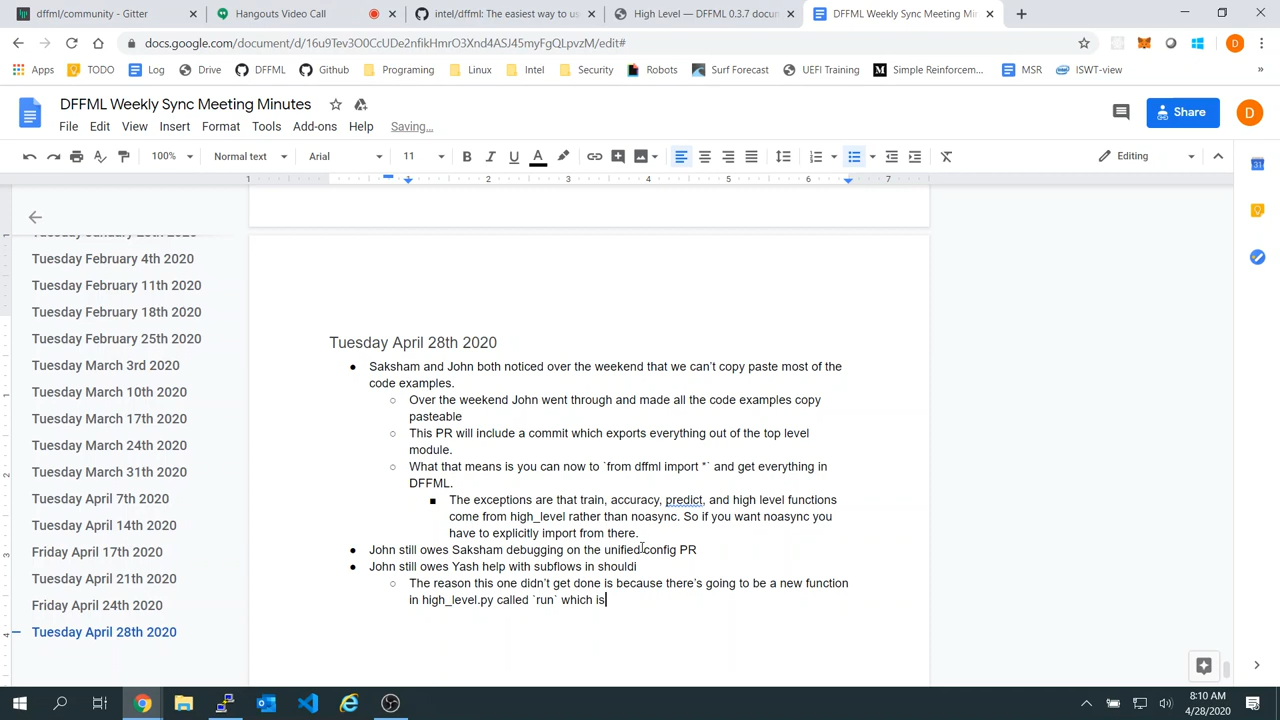 dffml/community - Gitter
Hangouts Video Call
intel/dffml: The easiest way to us
High Level — DFFML 0.3.7 docum
DFFML Weekly Sync Meeting Min
docs.google.com/document/d/16u9Tev3O0CcUDe2nfikHmrO3Xnd4ASJ45myFgQLpvzM/edit#
D
Apps
TODO
Log
Drive
DFFML
Github
Programing
Linux
Intel
Security
Robots
Surf Forecast
UEFI Training
Simple Reinforcem...
MSR
ISWT-beta
»
DFFML Weekly Sync Meeting Minutes
File Edit View Insert Format Tools Add-ons Help Saving...
Share
D
100%
Normal text
Arial
11
Editing
1 1 2 3 4 5 6 7
Tuesday February 4th 2020
Tuesday February 11th 2020
Tuesday February 18th 2020
Tuesday February 25th 2020
Tuesday March 3rd 2020
Tuesday March 10th 2020
Tuesday March 17th 2020
Tuesday March 24th 2020
Tuesday March 31th 2020
Tuesday April 7th 2020
Tuesday April 14th 2020
Friday April 17th 2020
Tuesday April 21th 2020
Friday April 24th 2020
Tuesday April 28th 2020
Tuesday April 28th 2020
Saksham and John both noticed over the weekend that we can't copy paste most of the
code examples.
Over the weekend John went through and made all the code examples copy
pasteable
This PR will include a commit which exports everything out of the top level
module.
What that means is you can now to `from dffml import *` and get everything in
DFFML.
The exceptions are that train, accuracy, predict, and high level functions
come from high_level rather than noasync. So if you want noasync you
have to explicitly import from there.
John still owes Saksham debugging on the unified config PR
John still owes Yash help with subflows in shouldi
The reason this one didn't get done is because there's going to be a new function
in high_level.py called `run` which is
8:10 AM
4/28/2020